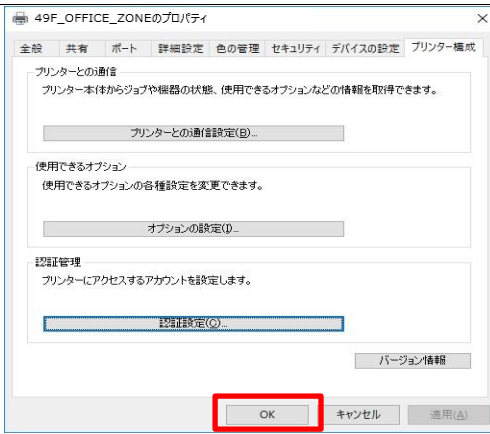 49F_OFFICE_ZONEのプロパティ
全般 共有 ポート 詳細設定 色の管理 セキュリティ デバイスの設定 プリンター構成
プリンターとの通信
プリンター本体からジョブや機器の状態、使用できるオプションなどの情報を取得できます。
プリンターとの通信設定(B)...
使用できるオプション
使用できるオプションの各種設定を変更できます。
オプションの設定(I)...
認証管理
プリンターにアクセスするアカウントを設定します。
認証設定(C)...
バージョン情報
OK キャンセル 適用(A)